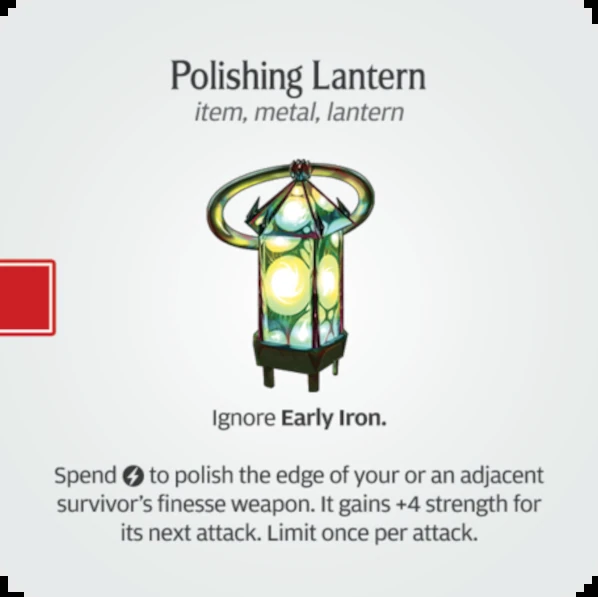 Polishing Lantern
item, metal, lantern
Ignore Early Iron.
Spend to polish the edge of your or an adjacent
survivor's finesse weapon. It gains +4 strength for
its next attack. Limit once per attack.